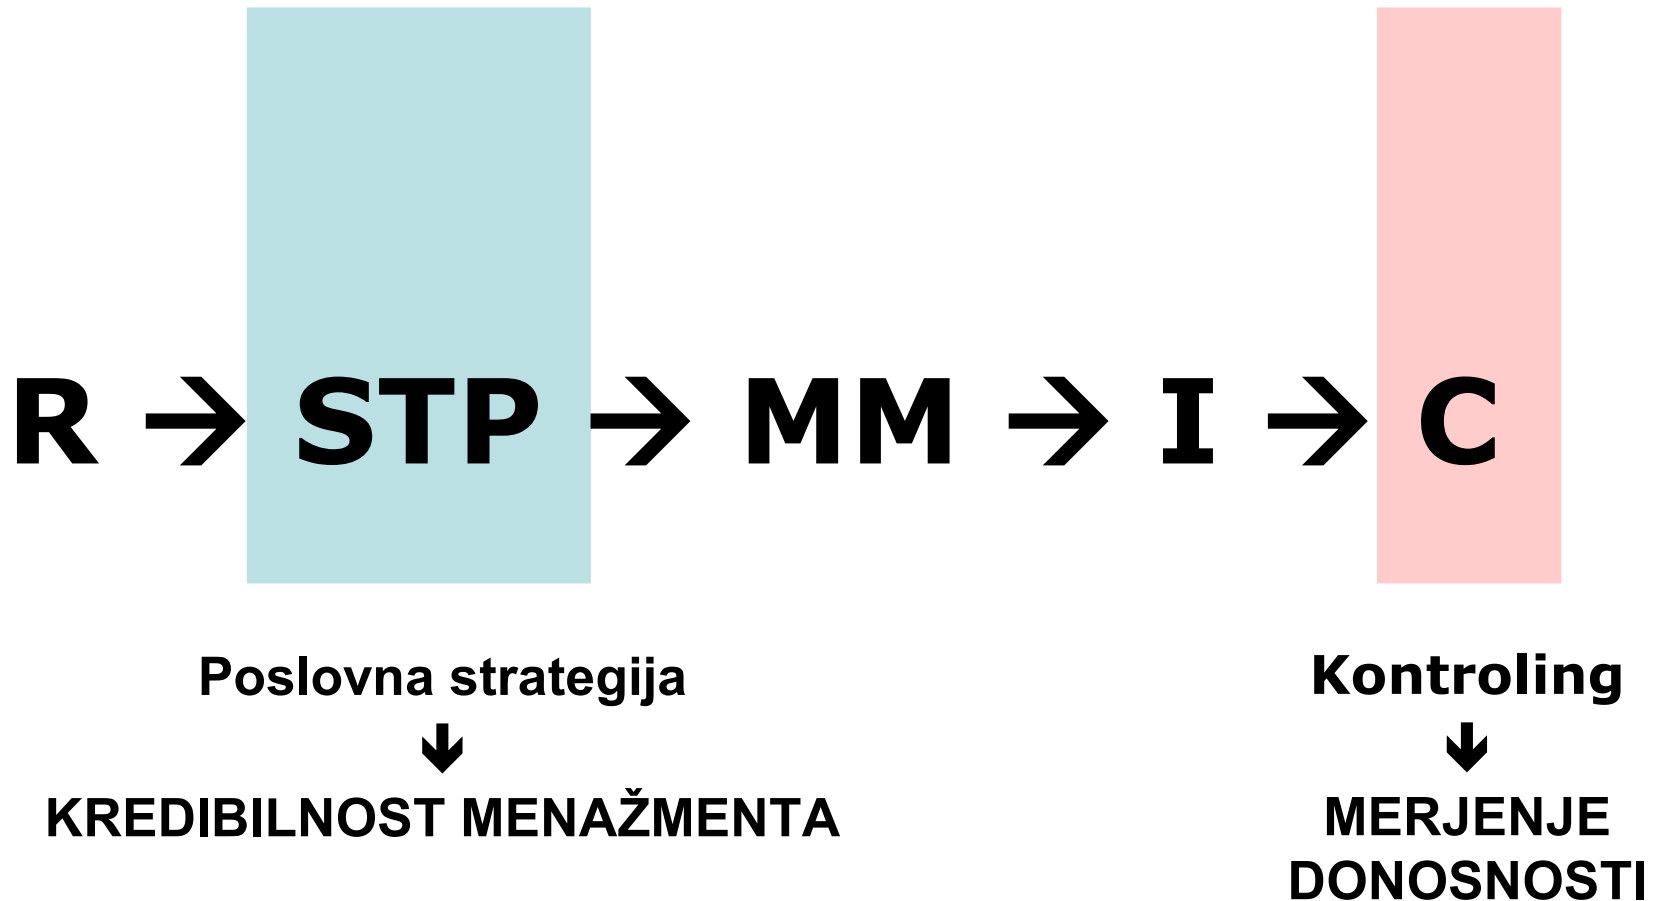 R → STP → MM → I → C
Poslovna strategija
↓
KREDIBILNOST MENAŽMENTA
Kontroling
↓
MERJENJE
DONOSNOSTI